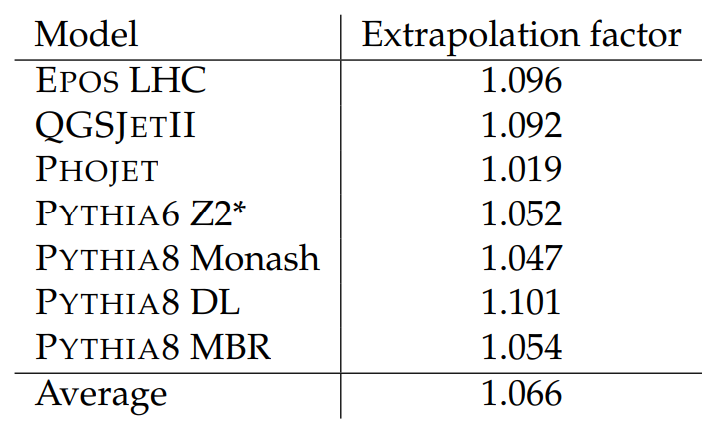 Model Extrapolation factor
EPOS LHC 1.096
QGSJETII 1.092
PHOJET 1.019
PYTHIA6 Z2* 1.052
PYTHIA8 Monash 1.047
PYTHIA8 DL 1.101
PYTHIA8 MBR 1.054
Average 1.066